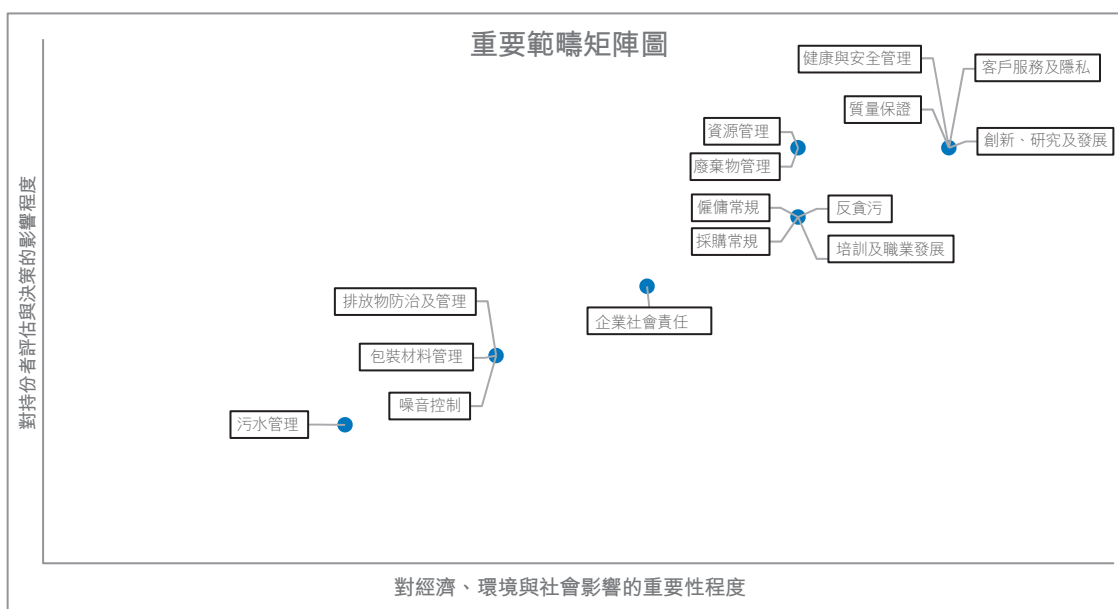 重要範疇矩陣圖
健康與安全管理
客戶服務及隱私
質量保證
資源管理
創新、研究及發展
廢棄物管理
僱傭常規
反貪污
採購常規
培訓及職業發展
排放物防治及管理
企業社會責任
包裝材料管理
噪音控制
污水管理
對持份者評估與決策的影響程度
對經濟、環境與社會影響的重要性程度